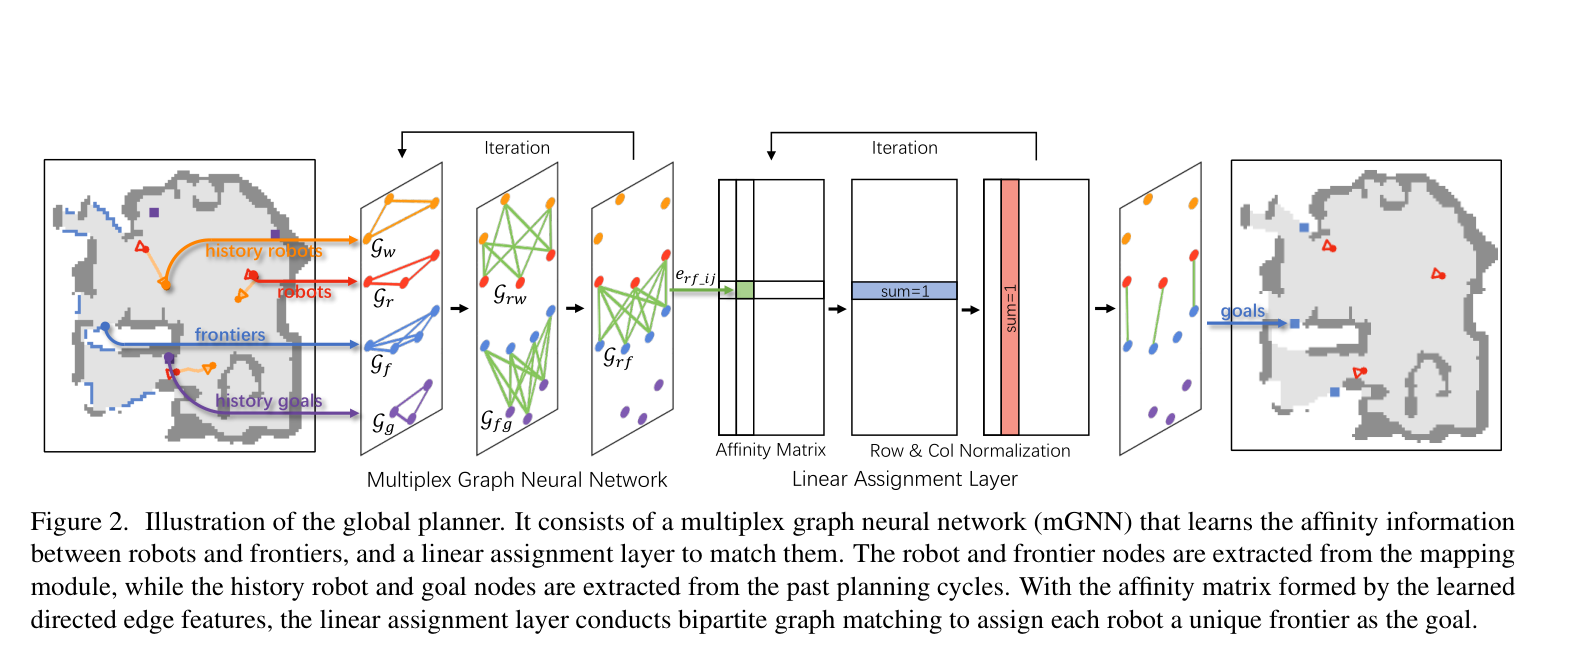 Iteration
Iteration
history robots
robots
frontiers
history goals
𝒢w
𝒢r
𝒢f
𝒢g
𝒢rw
𝒢fg
𝒢rf
e_rf_ij
sum=1
sum=1
goals
Affinity Matrix
Row & Col Normalization
Multiplex Graph Neural Network
Linear Assignment Layer
Figure 2. Illustration of the global planner. It consists of a multiplex graph neural network (mGNN) that learns the affinity information
between robots and frontiers, and a linear assignment layer to match them. The robot and frontier nodes are extracted from the mapping
module, while the history robot and goal nodes are extracted from the past planning cycles. With the affinity matrix formed by the learned
directed edge features, the linear assignment layer conducts bipartite graph matching to assign each robot a unique frontier as the goal.